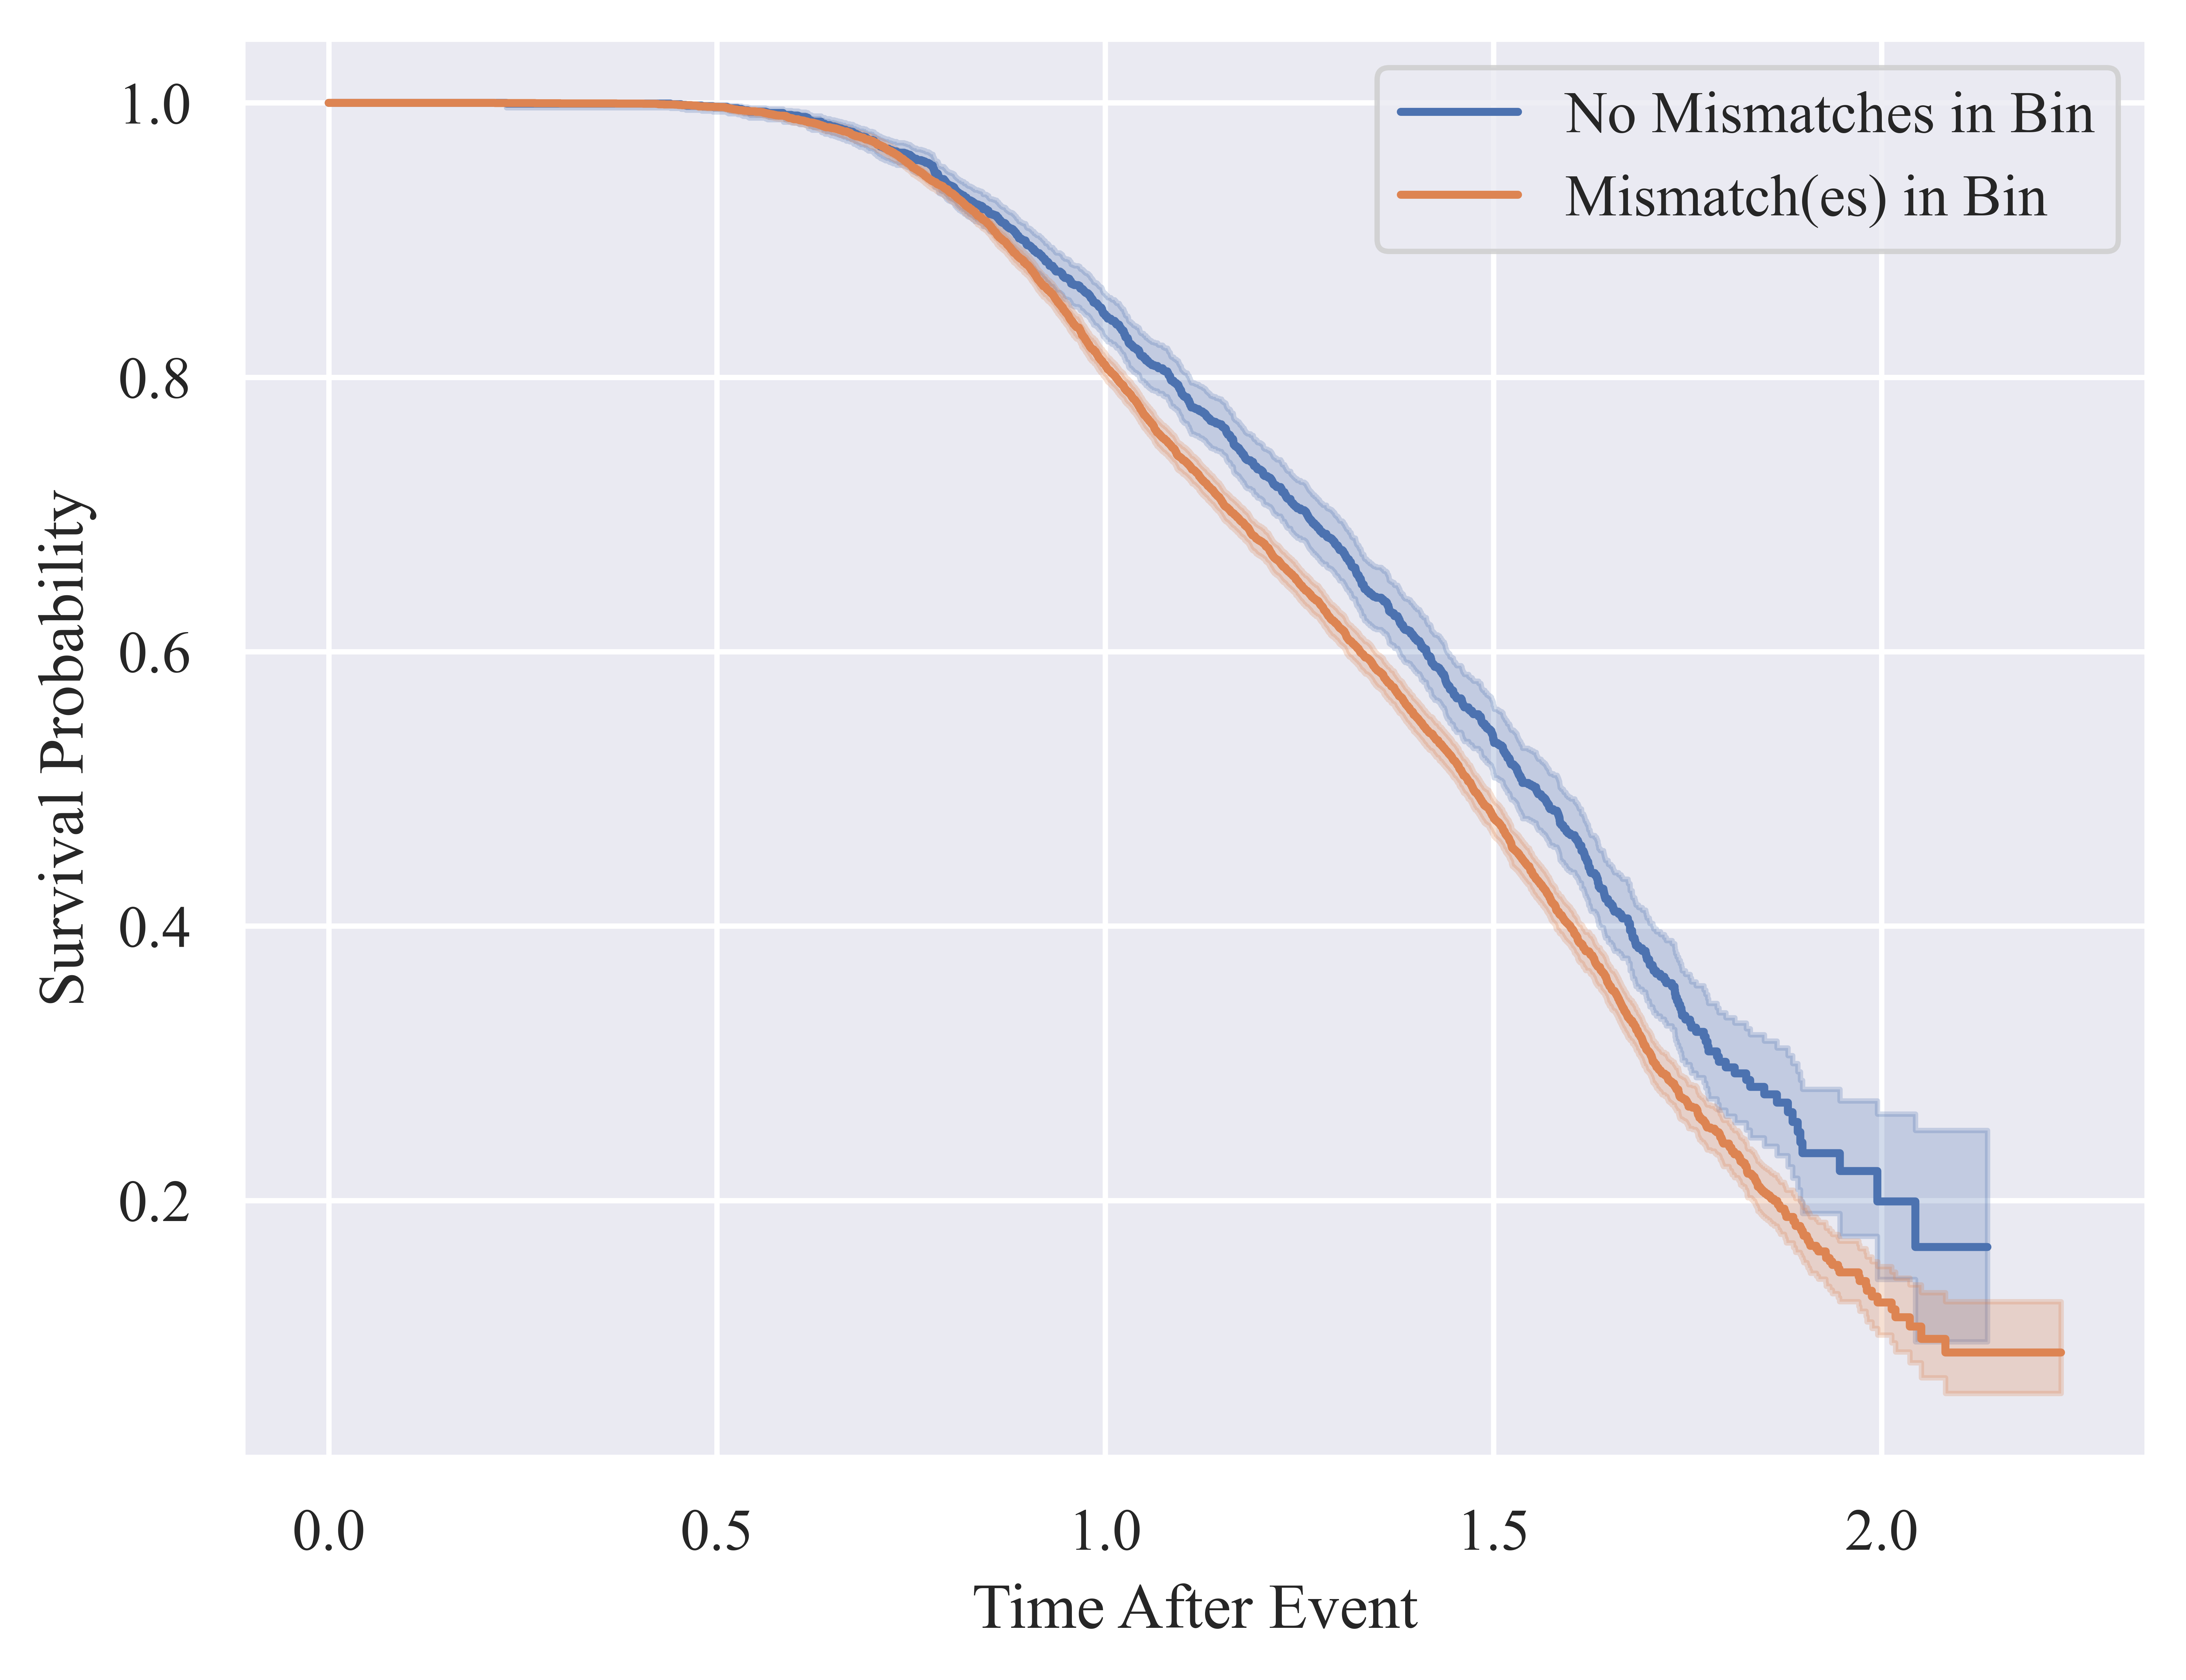 No Mismatches in Bin
Mismatch(es) in Bin
1.0
0.8
0.6
0.4
0.2
Survival Probability
0.0 0.5 1.0 1.5 2.0
Time After Event